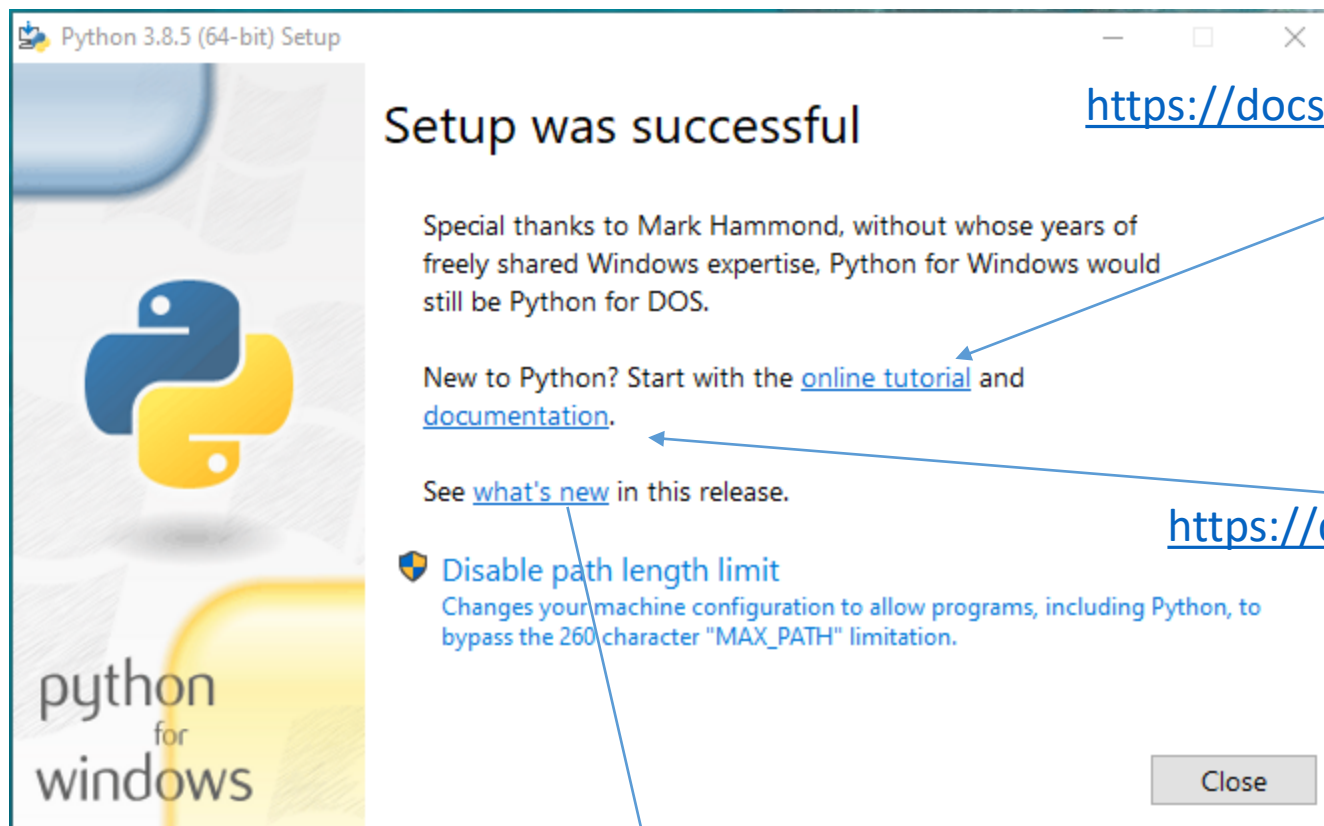 Python 3.8.5 (64-bit) Setup
https://docs
Setup was successful
Special thanks to Mark Hammond, without whose years of
freely shared Windows expertise, Python for Windows would
still be Python for DOS.
New to Python? Start with the online tutorial and
documentation.
See what's new in this release.
https://
Disable path length limit
Changes your machine configuration to allow programs, including Python, to
bypass the 260 character "MAX_PATH" limitation.
python
for
windows
Close